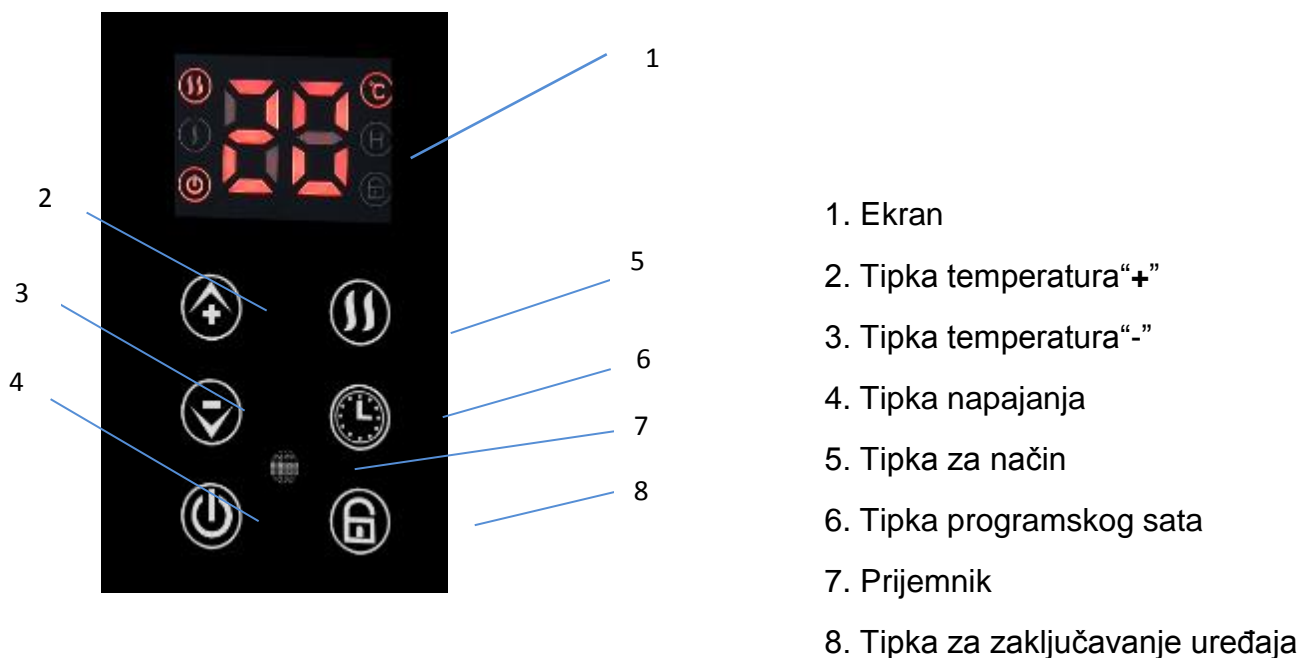 20
°C
H
1
2
3
4
5
6
7
8
1. Ekran
2. Tipka temperatura“+”
3. Tipka temperatura“-”
4. Tipka napajanja
5. Tipka za način
6. Tipka programskog sata
7. Prijemnik
8. Tipka za zaključavanje uređaja